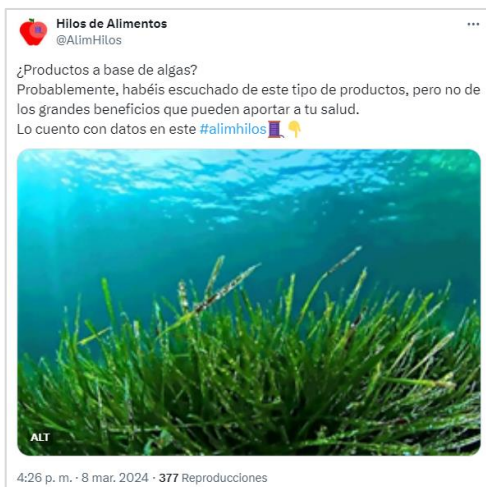 Hilos de Alimentos
@AlimHilos
¿Productos a base de algas?
Probablemente, habéis escuchado de este tipo de productos, pero no de
los grandes beneficios que pueden aportar a tu salud.
Lo cuento con datos en este #alimhilos🧵👇
ALT
4:26 p. m. · 8 mar. 2024 · 377 Reproducciones